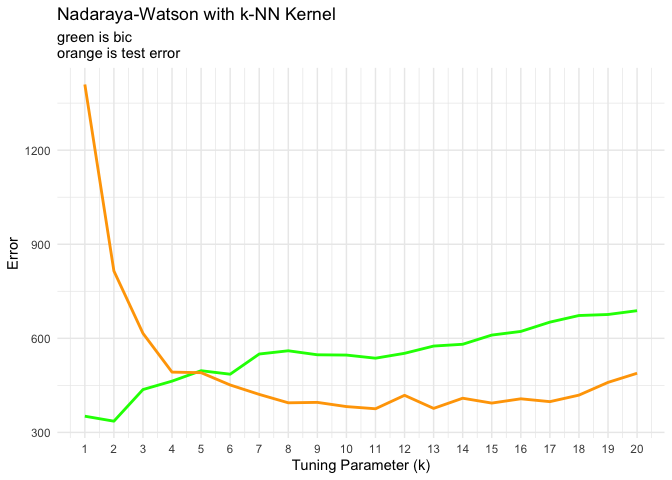 Nadaraya-Watson with k-NN Kernel
green is bic
orange is test error
1200
900
600
300
Error
1 2 3 4 5 6 7 8 9 10 11 12 13 14 15 16 17 18 19 20
Tuning Parameter (k)